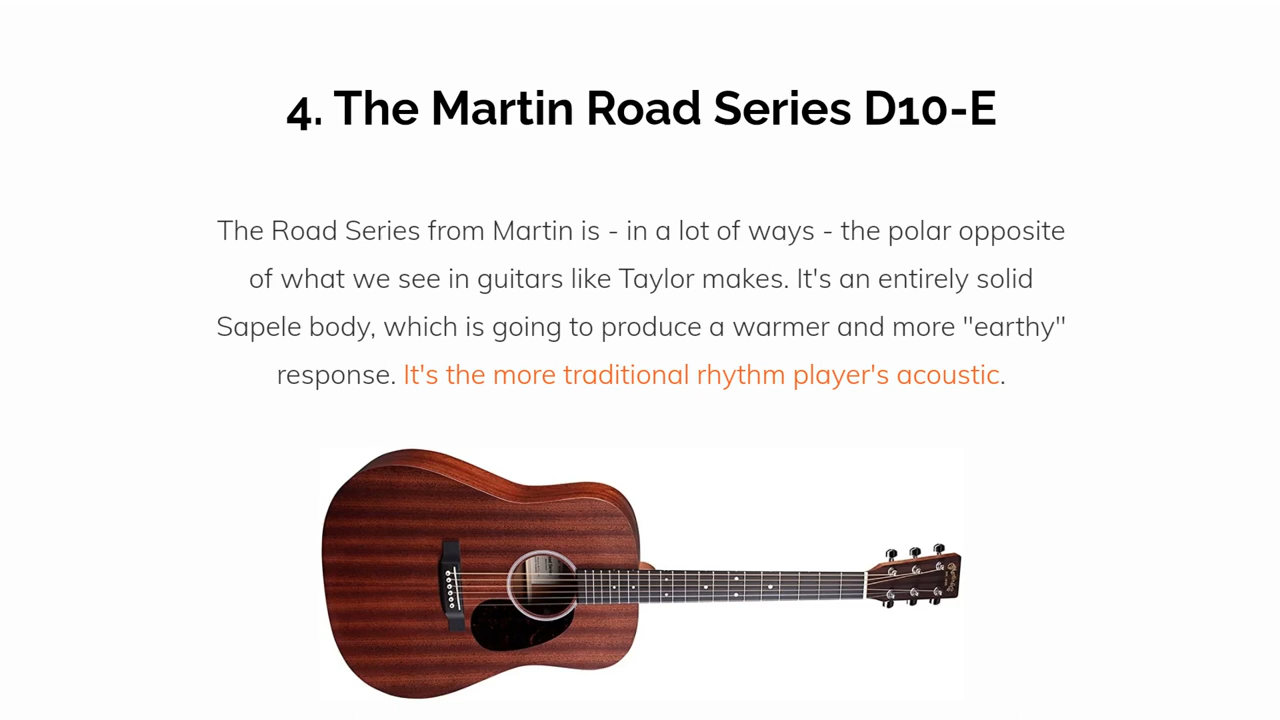 4. The Martin Road Series D10-E
The Road Series from Martin is - in a lot of ways - the polar opposite
of what we see in guitars like Taylor makes. It's an entirely solid
Sapele body, which is going to produce a warmer and more "earthy"
response. It's the more traditional rhythm player's acoustic.